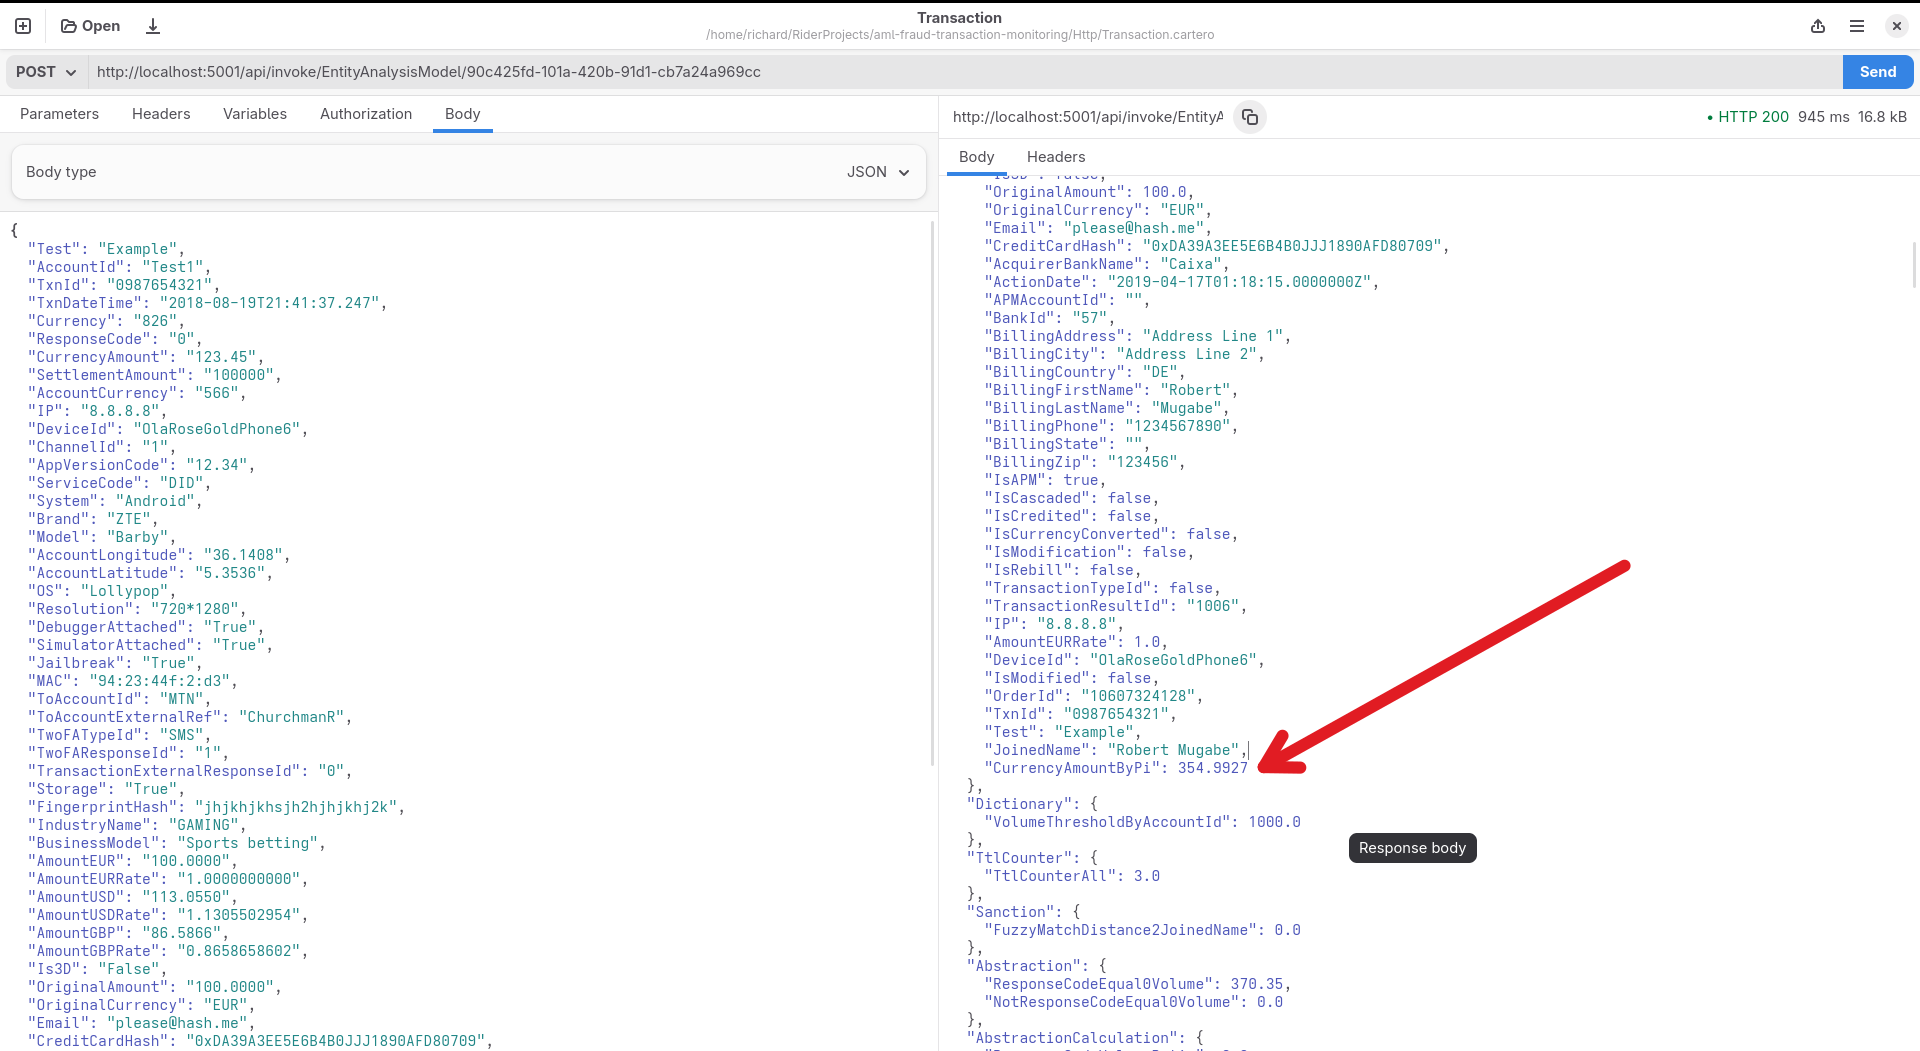 Open
Transaction
/home/richard/RiderProjects/aml-fraud-transaction-monitoring/Http/Transaction.cartero
POST http://localhost:5001/api/invoke/EntityAnalysisModel/90c425fd-101a-420b-91d1-cb7a24a969cc Send
Parameters Headers Variables Authorization Body
Body type JSON
{
"Test": "Example",
"AccountId": "Test1",
"TxnId": "0987654321",
"TxnDateTime": "2018-08-19T21:41:37.247",
"Currency": "826",
"ResponseCode": "0",
"CurrencyAmount": "123.45",
"SettlementAmount": "100000",
"AccountCurrency": "566",
"IP": "8.8.8.8",
"DeviceId": "OlaRoseGoldPhone6",
"ChannelId": "1",
"AppVersionCode": "12.34",
"ServiceCode": "DID",
"System": "Android",
"Brand": "ZTE",
"Model": "Barby",
"AccountLongitude": "36.1408",
"AccountLatitude": "5.3536",
"OS": "Lollypop",
"Resolution": "720*1280",
"DebuggerAttached": "True",
"SimulatorAttached": "True",
"Jailbreak": "True",
"MAC": "94:23:44f:2:d3",
"ToAccountId": "MTN",
"ToAccountExternalRef": "ChurchmanR",
"TwoFATypeId": "SMS",
"TwoFAResponseId": "1",
"TransactionExternalResponseId": "0",
"Storage": "True",
"FingerprintHash": "jhjkhjkhsjh2hjhjkhj2k",
"IndustryName": "GAMING",
"BusinessModel": "Sports betting",
"AmountEUR": "100.0000",
"AmountEURRate": "1.0000000000",
"AmountUSD": "113.0550",
"AmountUSDRate": "1.1305502954",
"AmountGBP": "86.5866",
"AmountGBPRate": "0.8658658602",
"Is3D": "False",
"OriginalAmount": "100.0000",
"OriginalCurrency": "EUR",
"Email": "please@hash.me",
"CreditCardHash": "0xDA39A3EE5E6B4B0JJJ1890AFD80709",
http://localhost:5001/api/invoke/EntityA
• HTTP 200 945 ms 16.8 kB
Body Headers
"Is3D": false,
"OriginalAmount": 100.0,
"OriginalCurrency": "EUR",
"Email": "please@hash.me",
"CreditCardHash": "0xDA39A3EE5E6B4B0JJJ1890AFD80709",
"AcquirerBankName": "Caixa",
"ActionDate": "2019-04-17T01:18:15.0000000Z",
"APMAccountId": "",
"BankId": "57",
"BillingAddress": "Address Line 1",
"BillingCity": "Address Line 2",
"BillingCountry": "DE",
"BillingFirstName": "Robert",
"BillingLastName": "Mugabe",
"BillingPhone": "1234567890",
"BillingState": "",
"BillingZip": "123456",
"IsAPM": true,
"IsCascaded": false,
"IsCredited": false,
"IsCurrencyConverted": false,
"IsModification": false,
"IsRebill": false,
"TransactionTypeId": false,
"TransactionResultId": "1006",
"IP": "8.8.8.8",
"AmountEURRate": 1.0,
"DeviceId": "OlaRoseGoldPhone6",
"IsModified": false,
"OrderId": "10607324128",
"TxnId": "0987654321",
"Test": "Example",
"JoinedName": "Robert Mugabe",
"CurrencyAmountByPi": 354.9927
},
"Dictionary": {
"VolumeThresholdByAccountId": 1000.0
},
"TtlCounter": {
"TtlCounterAll": 3.0
},
"Sanction": {
"FuzzyMatchDistance2JoinedName": 0.0
},
"Abstraction": {
"ResponseCodeEqual0Volume": 370.35,
"NotResponseCodeEqual0Volume": 0.0
},
"AbstractionCalculation": {
Response body